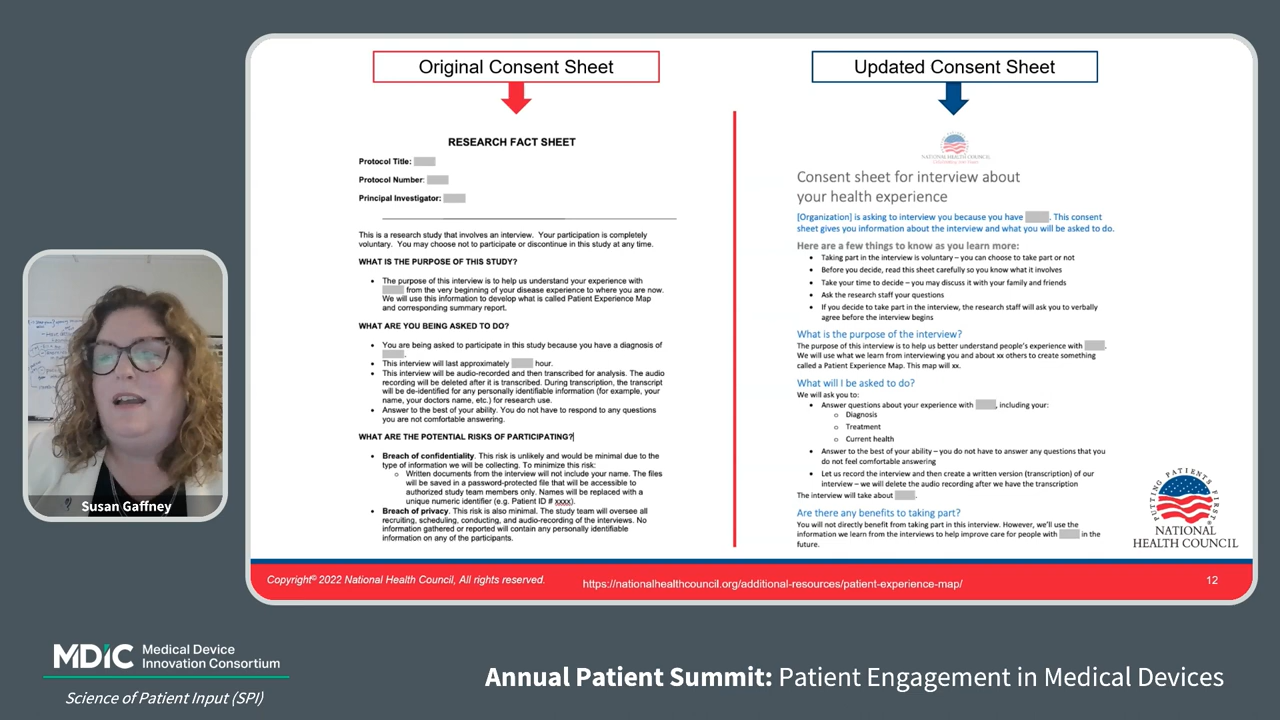 Original Consent Sheet
RESEARCH FACT SHEET
Protocol Title:
Protocol Number:
Principal Investigator:
This is a research study that involves an interview. Your participation is completely
voluntary. You may choose not to participate or discontinue in this study at any time.
WHAT IS THE PURPOSE OF THIS STUDY?
• The purpose of this interview is to help us understand your experience with
from the very beginning of your disease experience to where you are now.
We will use this information to develop what is called Patient Experience Map
and corresponding summary report.
WHAT ARE YOU BEING ASKED TO DO?
• You are being asked to participate in this study because you have a diagnosis of
.
• This interview will last approximately hour.
• This interview will be audio-recorded and then transcribed for analysis. The audio
recording will be deleted after it is transcribed. During transcription, the transcript
will be de-identified for any personally identifiable information (for example, your
name, your doctors name, etc.) for research use.
• Answer to the best of your ability. You do not have to respond to any questions
you are not comfortable answering.
WHAT ARE THE POTENTIAL RISKS OF PARTICIPATING?
• Breach of confidentiality. This risk is unlikely and would be minimal due to the
type of information we will be collecting. To minimize this risk:
o Written documents from the interview will not include your name. The files
will be saved in a password-protected file that will be accessible to
authorized study team members only. Names will be replaced with a
unique numeric identifier (e.g. Patient ID # xxxx).
• Breach of privacy. This risk is also minimal. The study team will oversee all
recruiting, scheduling, conducting, and audio-recording of the interviews. No
information gathered or reported will contain any personally identifiable
information on any of the participants.
Updated Consent Sheet
NATIONAL HEALTH COUNCIL
Consent sheet for interview about
your health experience
[Organization] is asking to interview you because you have . This consent
sheet gives you information about the interview and what you will be asked to do.
Here are a few things to know as you learn more:
• Taking part in the interview is voluntary – you can choose to take part or not
• Before you decide, read this sheet carefully so you know what it involves
• Take your time to decide – you may discuss it with your family and friends
• Ask the research staff your questions
• If you decide to take part in the interview, the research staff will ask you to verbally
agree before the interview begins
What is the purpose of the interview?
The purpose of this interview is to help us better understand people's experience with .
We will use what we learn from interviewing you and about xx others to create something
called a Patient Experience Map. This map will xx.
What will I be asked to do?
We will ask you to:
• Answer questions about your experience with , including your:
o Diagnosis
o Treatment
o Current health
• Answer to the best of your ability – you do not have to answer any questions that you
do not feel comfortable answering
• Let us record the interview and then create a written version (transcription) of our
interview – we will delete the audio recording after we have the transcription
The interview will take about .
Are there any benefits to taking part?
You will not directly benefit from taking part in this interview. However, we'll use the
information we learn from the interviews to help improve care for people with in the
future.
PUTTING PATIENTS FIRST
®
NATIONAL
HEALTH COUNCIL
Copyright© 2022 National Health Council, All rights reserved.
https://nationalhealthcouncil.org/additional-resources/patient-experience-map/
12
Susan Gaffney
MDIC Medical Device
Innovation Consortium
Science of Patient Input (SPI)
Annual Patient Summit: Patient Engagement in Medical Devices